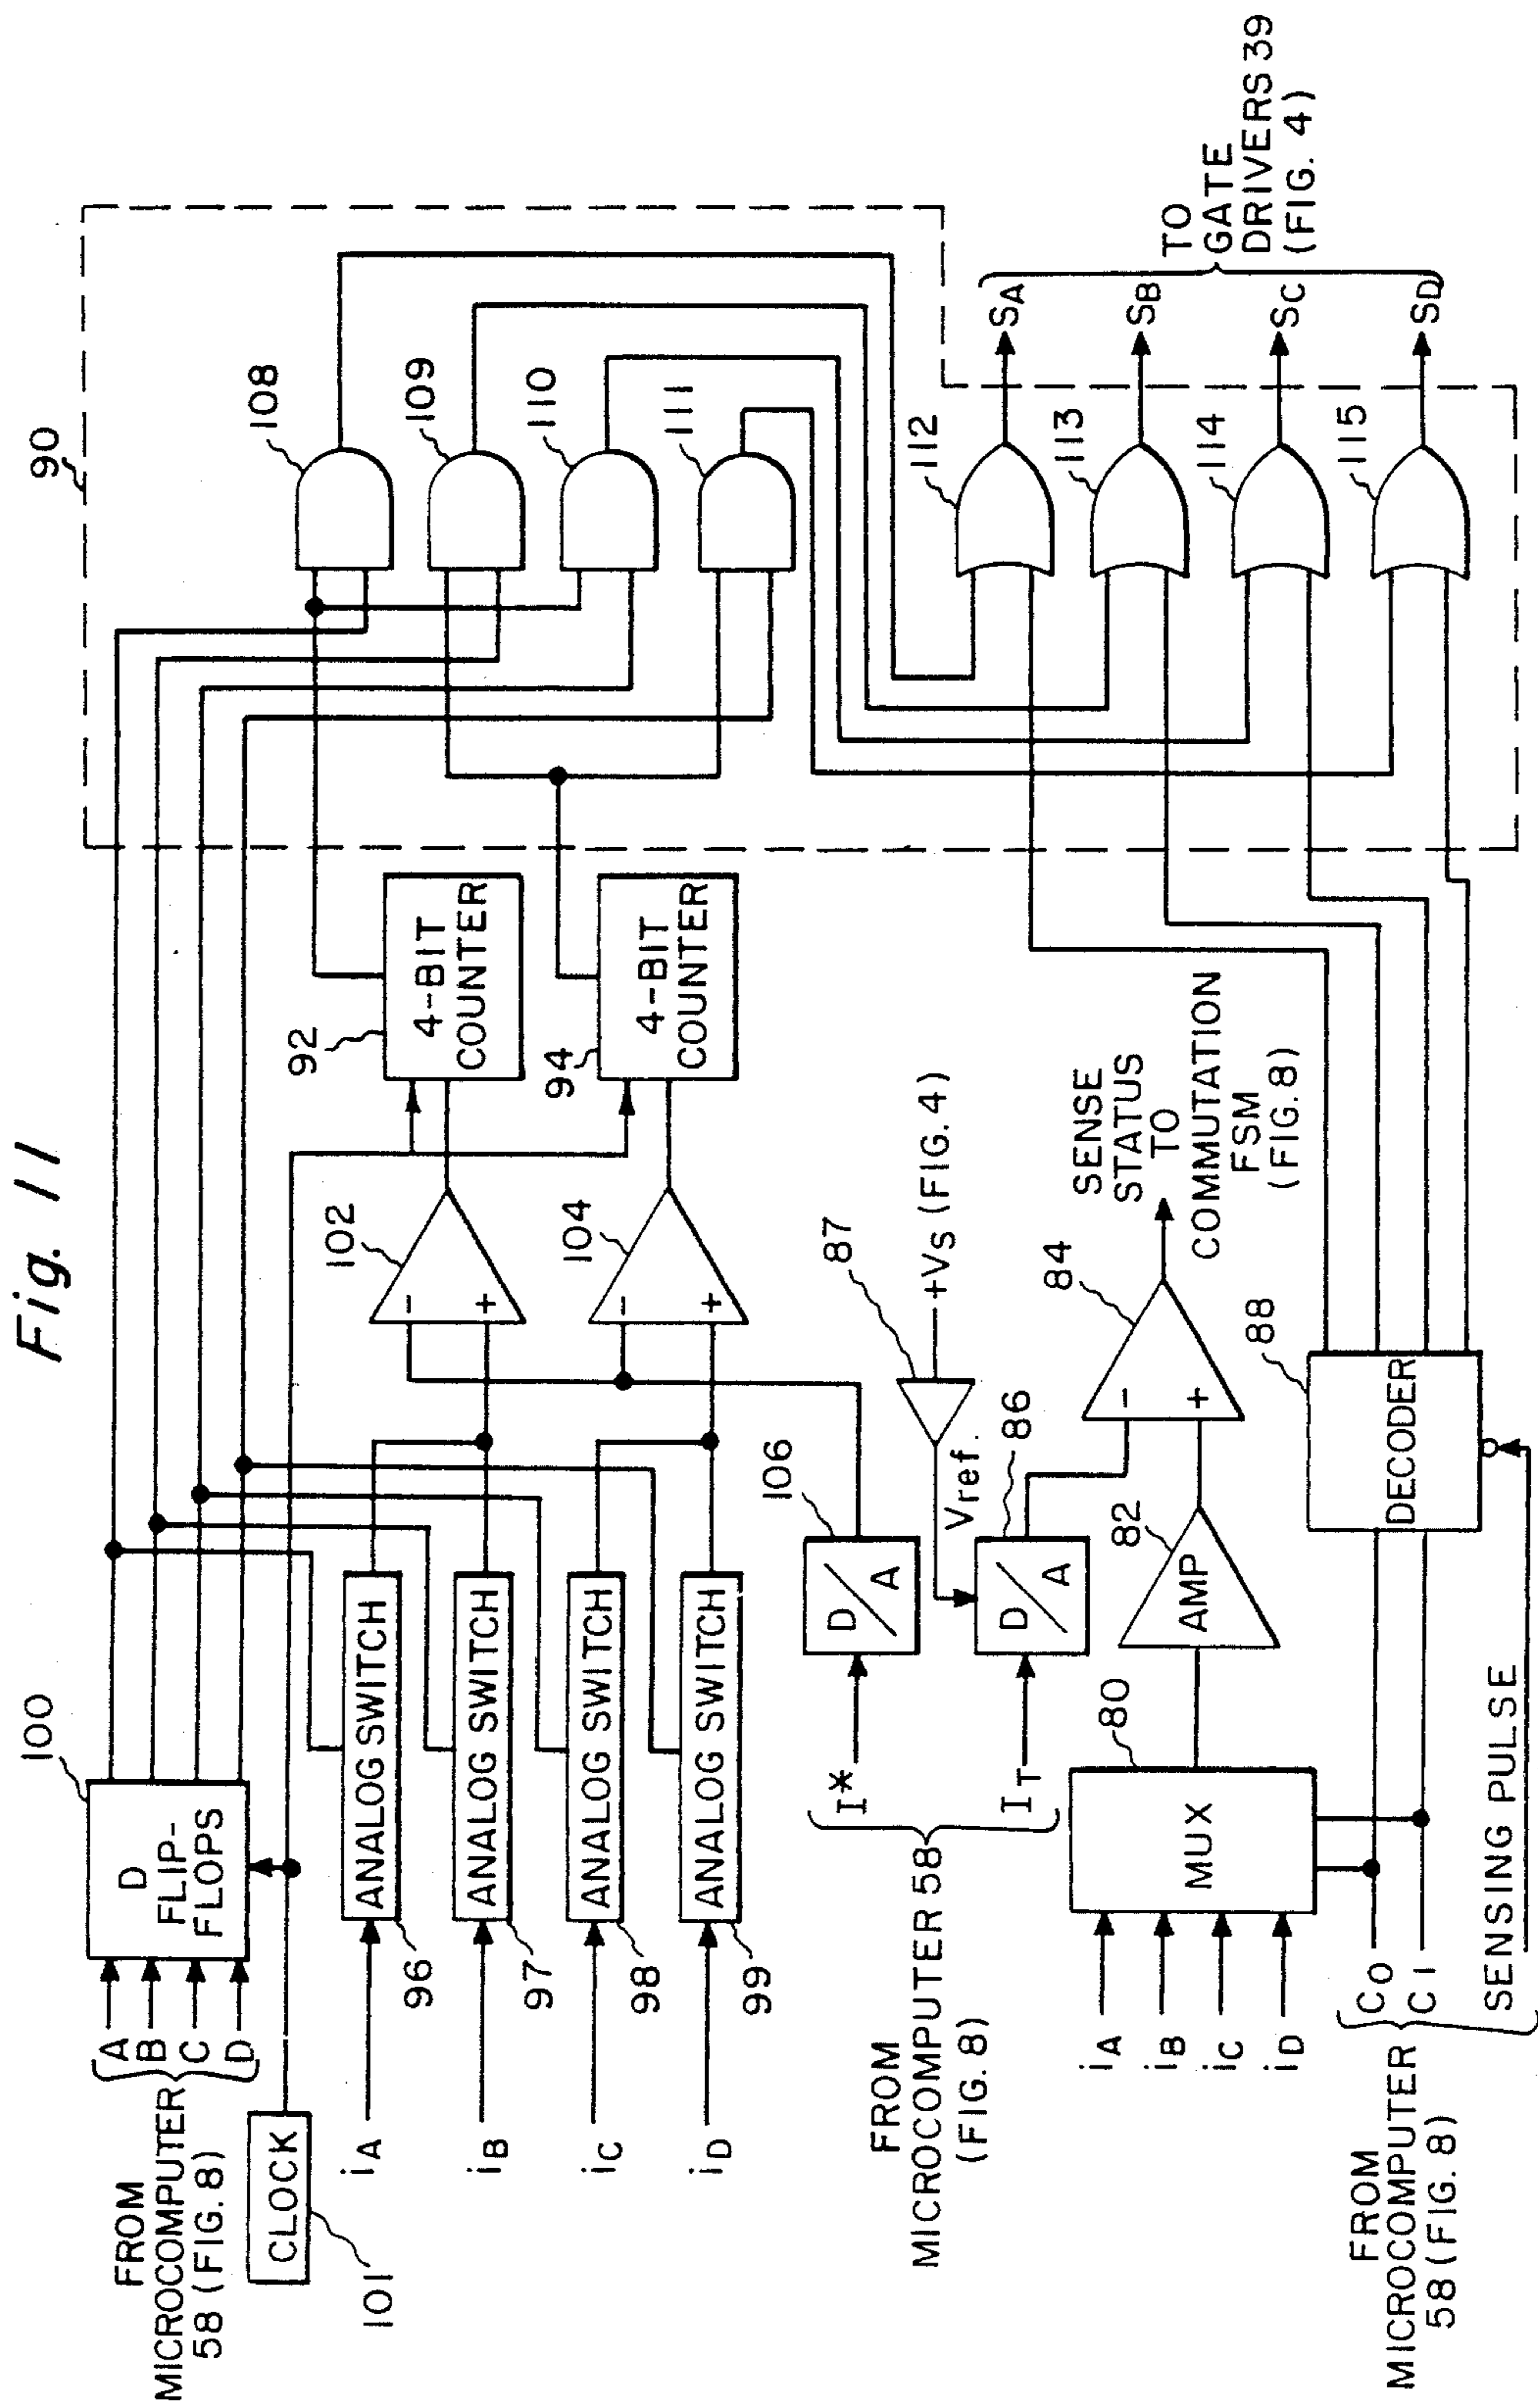 Fig. 11
90
100
D
FLIP-
FLOPS
A
B
C
D
FROM
MICROCOMPUTER
58 (FIG. 8)
CLOCK
101
iA
iB
iC
iD
ANALOG SWITCH
96
ANALOG SWITCH
97
ANALOG SWITCH
98
ANALOG SWITCH
99
102
-
+
104
-
+
92
4-BIT
COUNTER
94
4-BIT
COUNTER
108
109
110
111
112
113
114
115
SA
SB
SC
SD
TO
GATE
DRIVERS 39
(FIG. 4)
106
D/A
I*
IT
FROM
MICROCOMPUTER 58
(FIG. 8)
87
+VS (FIG. 4)
Vref.
86
D/A
84
-
+
SENSE
STATUS
TO
COMMUTATION
FSM
(FIG. 8)
80
MUX
iA
iB
iC
iD
82
AMP
88
DECODER
C0
C1
SENSING PULSE
FROM
MICROCOMPUTER
58 (FIG. 8)